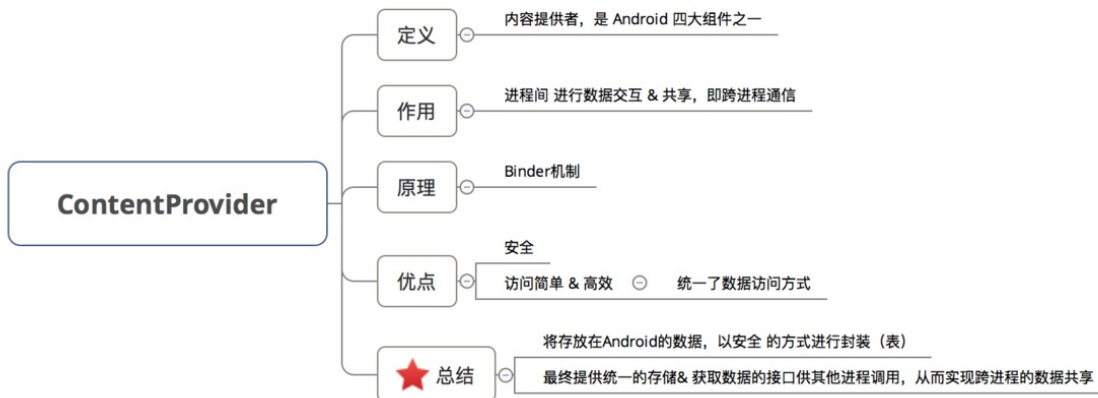 ContentProvider
定义
内容提供者，是 Android 四大组件之一
作用
进程间 进行数据交互 & 共享，即跨进程通信
原理
Binder机制
优点
安全
访问简单 & 高效
统一了数据访问方式
总结
将存放在Android的数据，以安全 的方式进行封装（表）
最终提供统一的存储& 获取数据的接口供其他进程调用，从而实现跨进程的数据共享